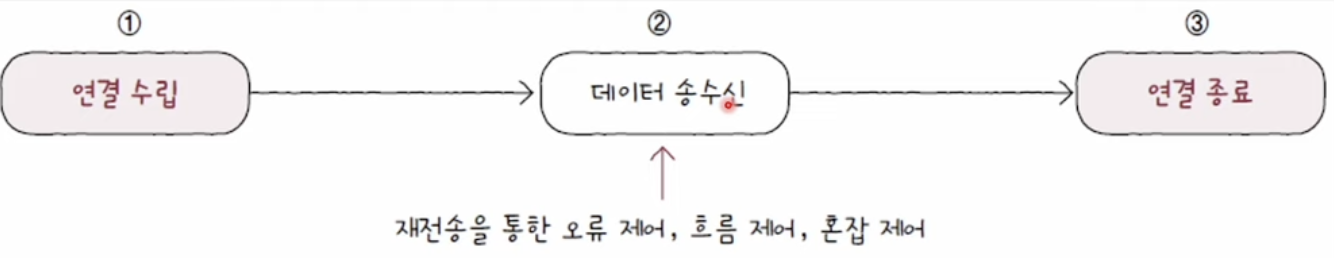 ① ② ③
연결 수립 데이터 송수신 연결 종료
재전송을 통한 오류 제어, 흐름 제어, 혼잡 제어